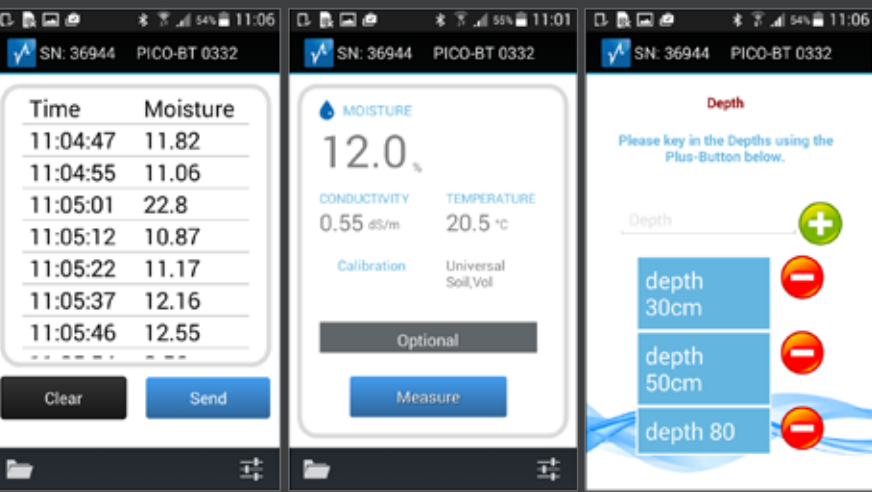 54% 11:06
SN: 36944 PICO-BT 0332
Time Moisture
11:04:47 11.82
11:04:55 11.06
11:05:01 22.8
11:05:12 10.87
11:05:22 11.17
11:05:37 12.16
11:05:46 12.55
Clear Send
55% 11:01
SN: 36944 PICO-BT 0332
MOISTURE
12.0 %
CONDUCTIVITY TEMPERATURE
0.55 dS/m 20.5 °C
Calibration Universal
Soil,Vol
Optional
Measure
54% 11:06
SN: 36944 PICO-BT 0332
Depth
Please key in the Depths using the
Plus-Button below.
Depth
depth
30cm
depth
50cm
depth 80